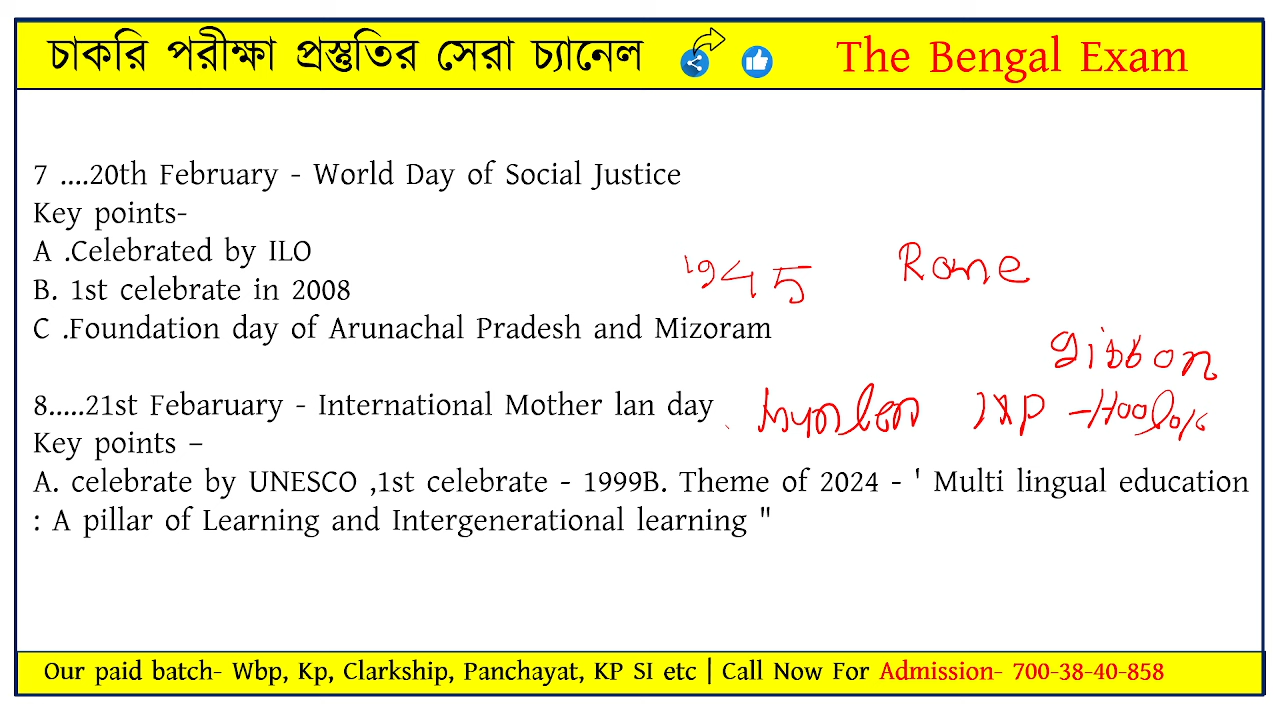 চাকরি পরীক্ষা প্রস্তুতির সেরা চ্যানেল The Bengal Exam
7 ....20th February - World Day of Social Justice
Key points-
A .Celebrated by ILO
1945 Rome
B. 1st celebrate in 2008
C .Foundation day of Arunachal Pradesh and Mizoram
gibbon
8.....21st Febaruary - International Mother lan day
Key points –
A. celebrate by UNESCO ,1st celebrate - 1999B. Theme of 2024 - ' Multi lingual education
: A pillar of Learning and Intergenerational learning "
Our paid batch- Wbp, Kp, Clarkship, Panchayat, KP SI etc | Call Now For Admission- 700-38-40-858